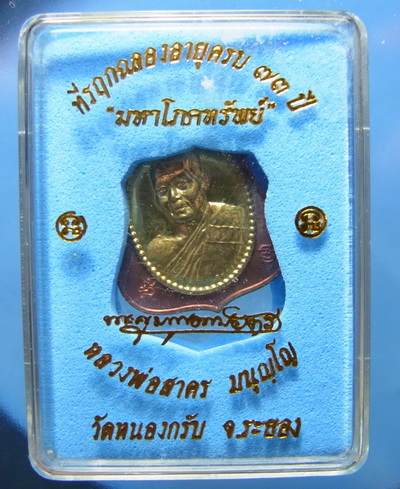 ที่รฤกฉลองอายุครบ ๗๓ ปี
"มหาโภคทรัพย์"
หลวงพ่อสาคร มนุญฺโญ
วัดหนองกรับ จ.ระยอง